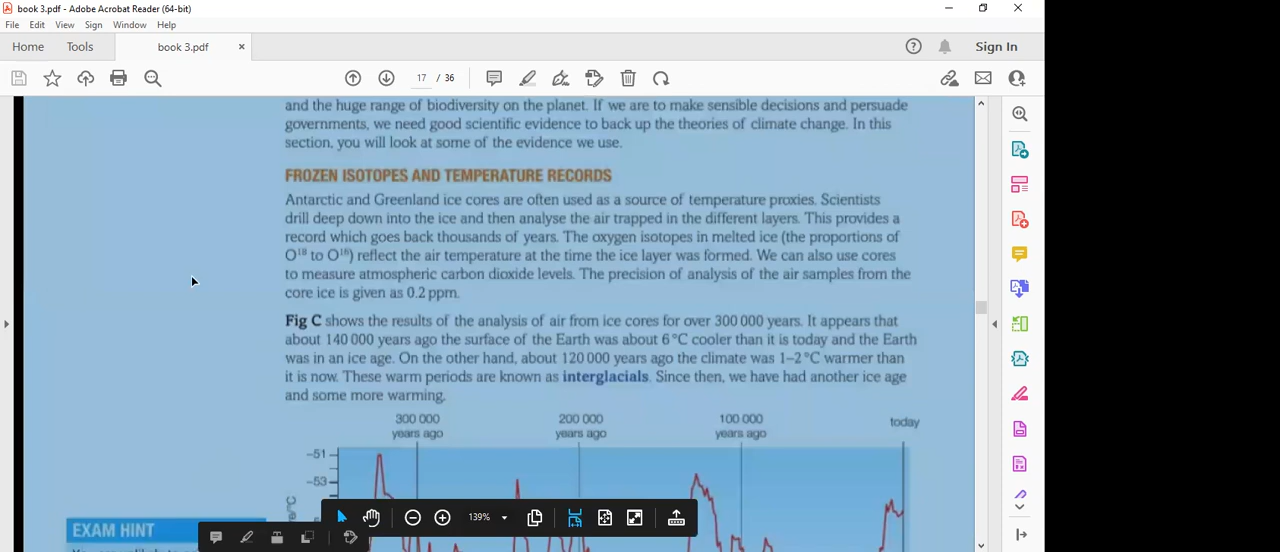 book 3.pdf - Adobe Acrobat Reader (64-bit)
File Edit View Sign Window Help
Home Tools book 3.pdf × Sign In
17 / 36
and the huge range of biodiversity on the planet. If we are to make sensible decisions and persuade
governments, we need good scientific evidence to back up the theories of climate change. In this
section, you will look at some of the evidence we use.
FROZEN ISOTOPES AND TEMPERATURE RECORDS
Antarctic and Greenland ice cores are often used as a source of temperature proxies. Scientists
drill deep down into the ice and then analyse the air trapped in the different layers. This provides a
record which goes back thousands of years. The oxygen isotopes in melted ice (the proportions of
O¹⁸ to O¹⁶) reflect the air temperature at the time the ice layer was formed. We can also use cores
to measure atmospheric carbon dioxide levels. The precision of analysis of the air samples from the
core ice is given as 0.2 ppm.
Fig C shows the results of the analysis of air from ice cores for over 300 000 years. It appears that
about 140 000 years ago the surface of the Earth was about 6 °C cooler than it is today and the Earth
was in an ice age. On the other hand, about 120 000 years ago the climate was 1–2 °C warmer than
it is now. These warm periods are known as interglacials. Since then, we have had another ice age
and some more warming.
300 000 200 000 100 000 today
years ago years ago years ago
–51
–53
139%
EXAM HINT